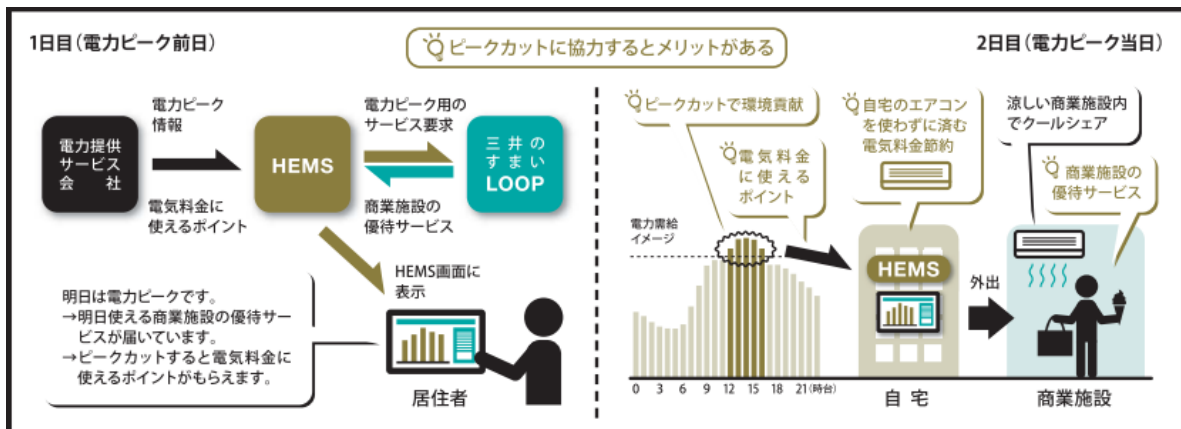 1日目(電力ピーク前日)
ピークカットに協力するとメリットがある
2日目(電力ピーク当日)
電力提供
サービス
会社
電力ピーク
情報
電気料金に
使えるポイント
HEMS
電力ピーク用の
サービス要求
商業施設の
優待サービス
三井の
すまい
LOOP
HEMS画面に
表示
明日は電力ピークです。
→明日使える商業施設の優待サー
ビスが届いています。
→ピークカットすると電気料金に
使えるポイントがもらえます。
居住者
ピークカットで環境貢献
電気料金
に使える
ポイント
自宅のエアコン
を使わずに済む
電気料金節約
涼しい商業施設内
でクールシェア
商業施設の
優待サービス
電力需給
イメージ
0 3 6 9 12 15 18 21(時台)
HEMS
自宅
外出
商業施設